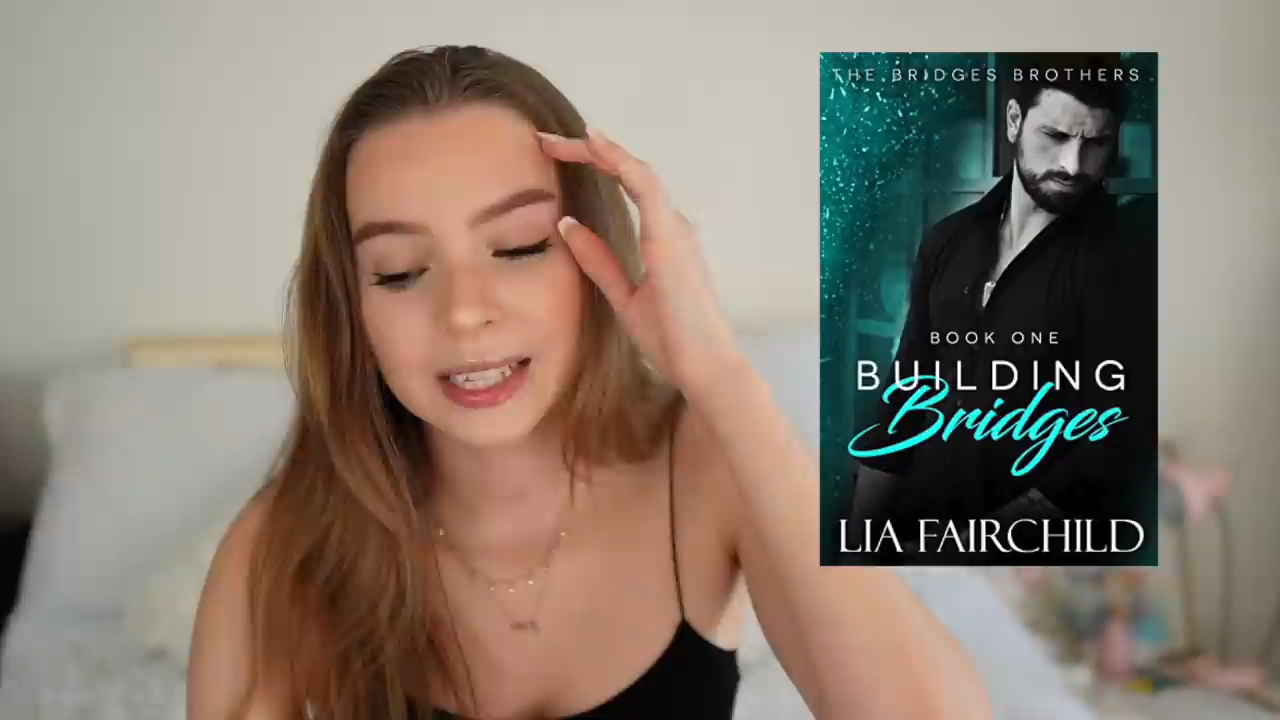 THE BRIDGES BROTHERS
BOOK ONE
BUILDING
Bridges
LIA FAIRCHILD